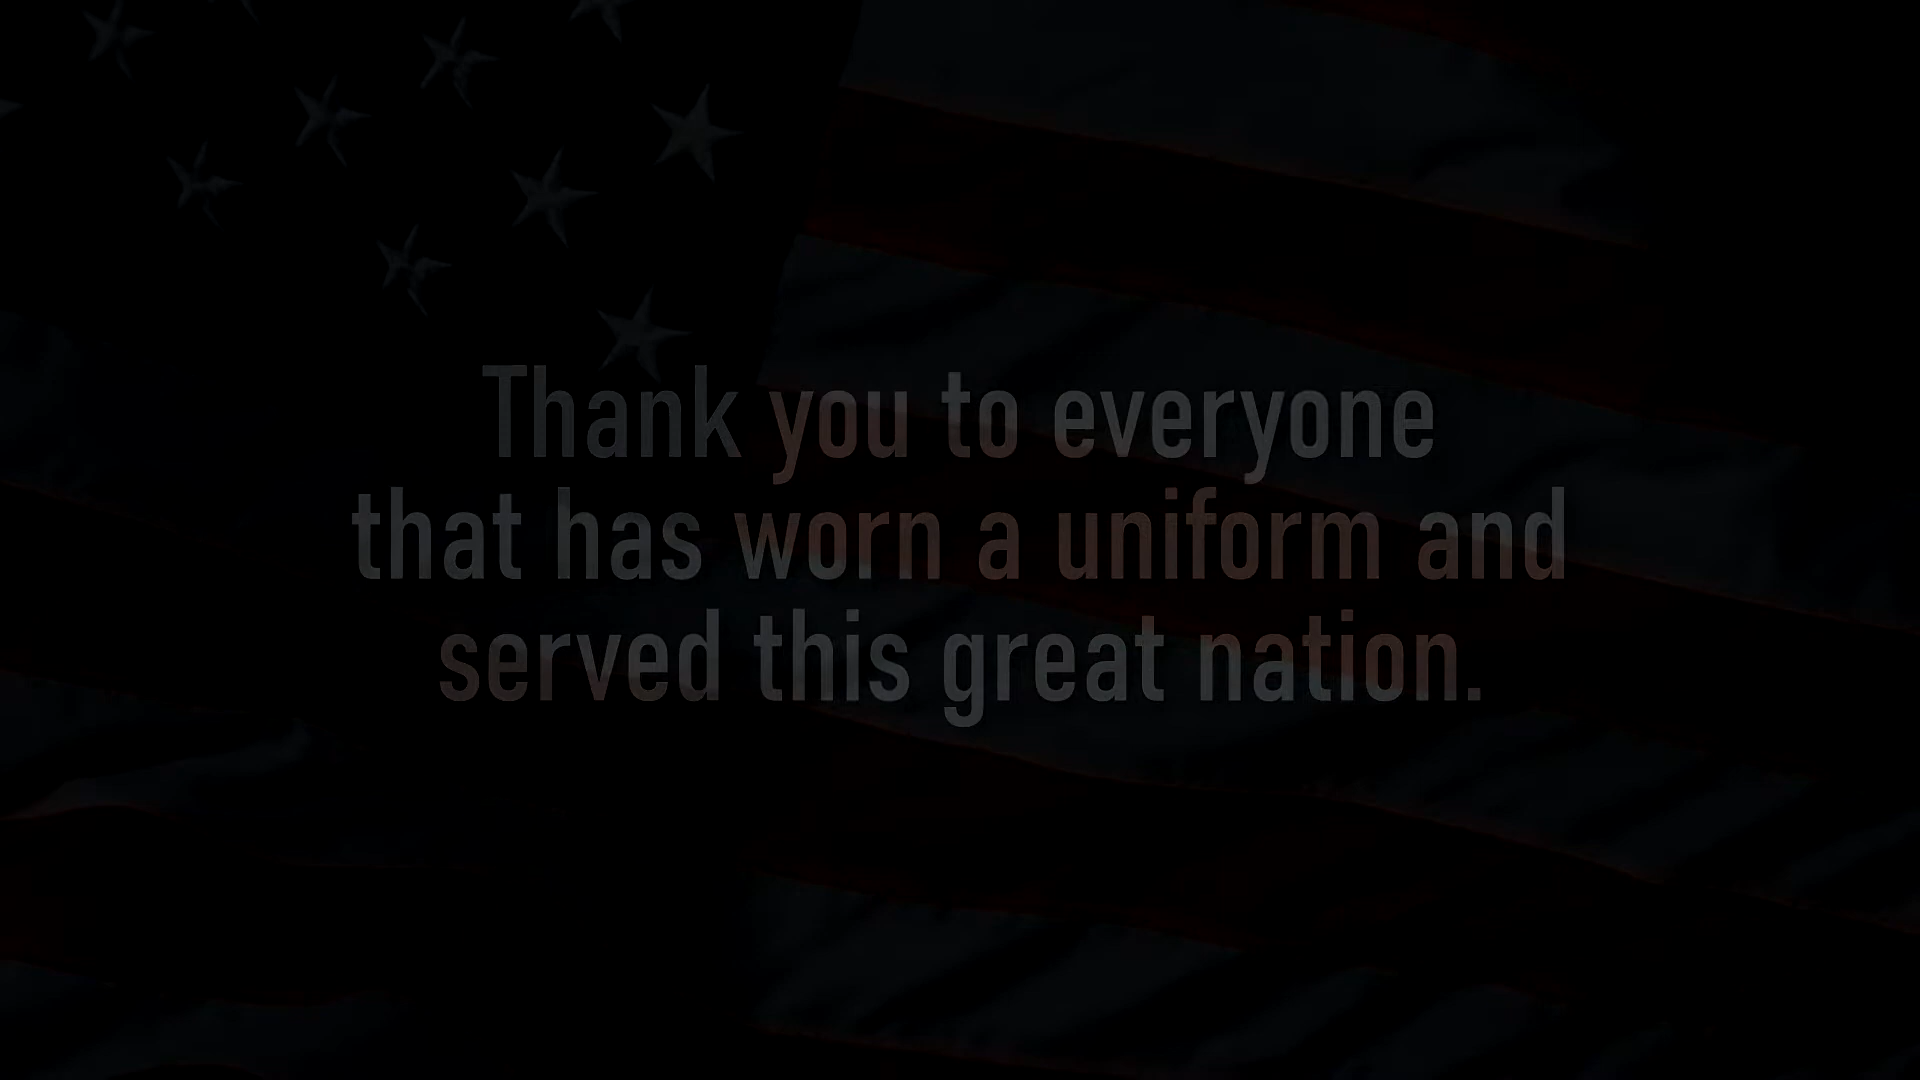 Thank you to everyone
that has worn a uniform and
served this great nation.